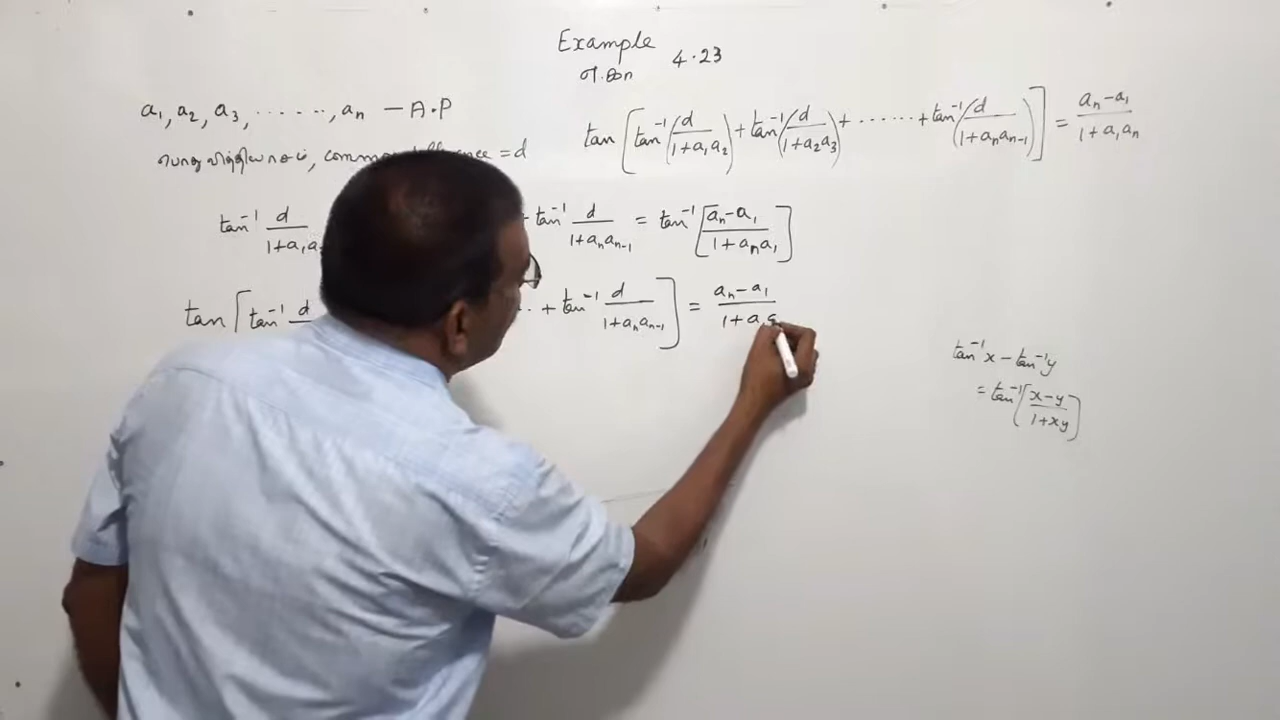 Example
எ.கா 4.23
a₁, a₂, a₃, ......., aₙ – A.P
common = d
tan [tan⁻¹(d/(1+a₁a₂)) + tan⁻¹(d/(1+a₂a₃)) + ...... + tan⁻¹(d/(1+aₙaₙ₋₁))] = (aₙ–a₁)/(1+a₁aₙ)
tan⁻¹ d/(1+a₁a tan⁻¹ d/(1+aₙaₙ₋₁) = tan⁻¹[(aₙ–a₁)/(1+aₙa₁)]
tan [tan⁻¹ d + tan⁻¹ d/(1+aₙaₙ₋₁)] = (aₙ–a₁)/(1+a₁
tan⁻¹x – tan⁻¹y
= tan⁻¹[(x–y)/(1+xy)]